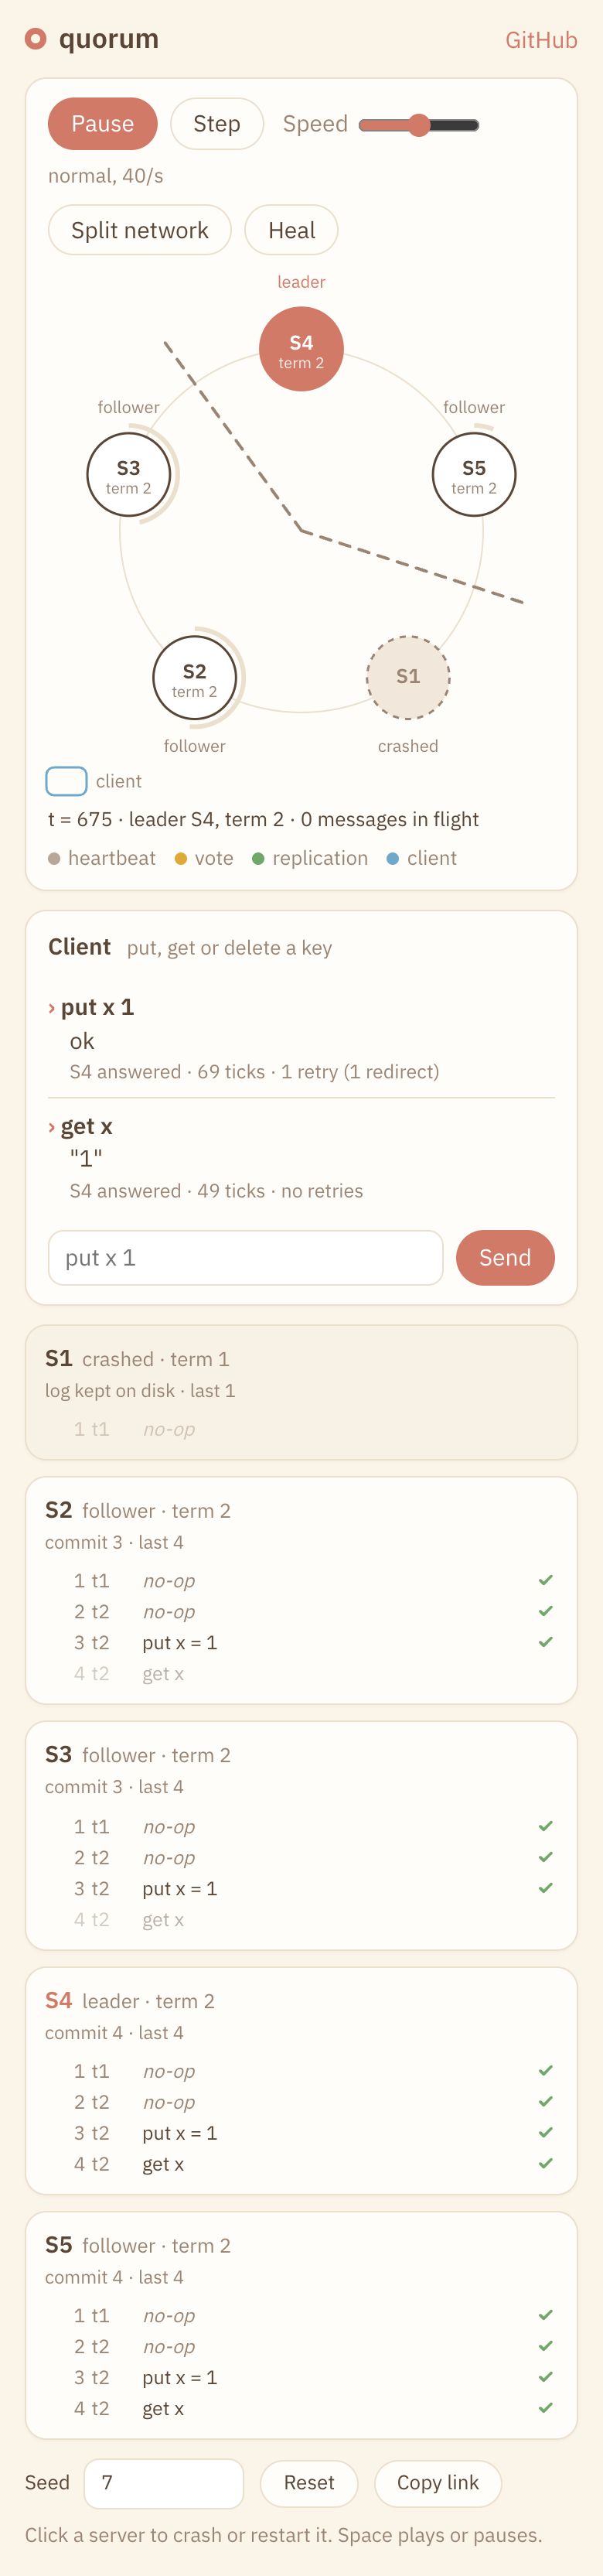 quorum GitHub
Pause Step Speed
normal, 40/s
Split network Heal
leader
S4
term 2
follower follower
S3 S5
term 2 term 2
S2 S1
term 2
follower crashed
client
t = 675 · leader S4, term 2 · 0 messages in flight
heartbeat vote replication client
Client put, get or delete a key
› put x 1
ok
S4 answered · 69 ticks · 1 retry (1 redirect)
› get x
"1"
S4 answered · 49 ticks · no retries
put x 1 Send
S1 crashed · term 1
log kept on disk · last 1
1 t1 no-op
S2 follower · term 2
commit 3 · last 4
1 t1 no-op ✓
2 t2 no-op ✓
3 t2 put x = 1 ✓
4 t2 get x
S3 follower · term 2
commit 3 · last 4
1 t1 no-op ✓
2 t2 no-op ✓
3 t2 put x = 1 ✓
4 t2 get x
S4 leader · term 2
commit 4 · last 4
1 t1 no-op ✓
2 t2 no-op ✓
3 t2 put x = 1 ✓
4 t2 get x ✓
S5 follower · term 2
commit 4 · last 4
1 t1 no-op ✓
2 t2 no-op ✓
3 t2 put x = 1 ✓
4 t2 get x ✓
Seed 7 Reset Copy link
Click a server to crash or restart it. Space plays or pauses.